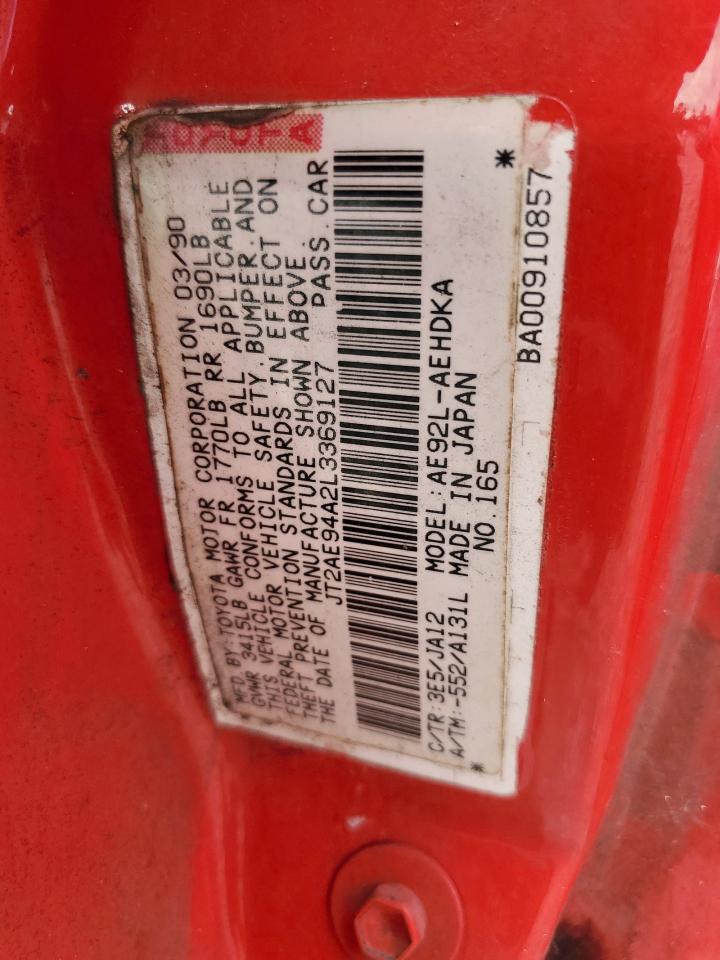 TOYOTA
MFD. BY: TOYOTA MOTOR CORPORATION 03/90
GVWR 3415LB GAWR FR 1770LB RR 1690LB
THIS VEHICLE CONFORMS TO ALL APPLICABLE
FEDERAL MOTOR VEHICLE SAFETY, BUMPER, AND
THEFT PREVENTION STANDARDS IN EFFECT ON
THE DATE OF MANUFACTURE SHOWN ABOVE.
JT2AE94A2L3369127 PASS. CAR
C/TR: 3E5/JA12 MODEL: AE92L-AEHDKA
A/TM: -552/A131L MADE IN JAPAN
* NO. 165 *
BA00910857